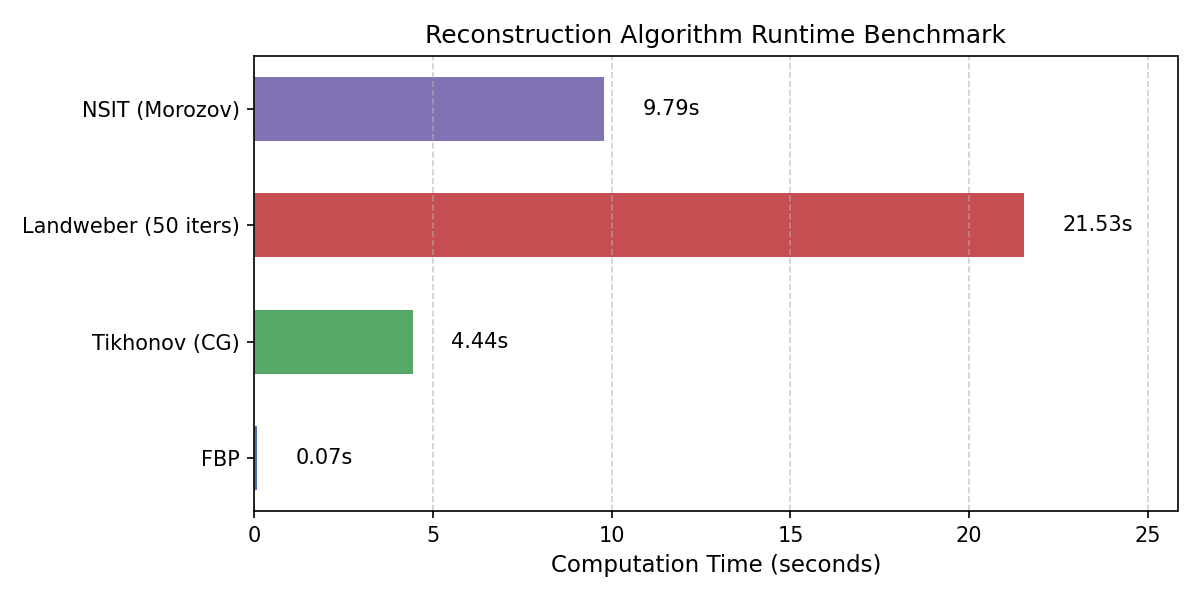 Reconstruction Algorithm Runtime Benchmark
NSIT (Morozov)
9.79s
Landweber (50 iters)
21.53s
Tikhonov (CG)
4.44s
FBP
0.07s
0 5 10 15 20 25
Computation Time (seconds)